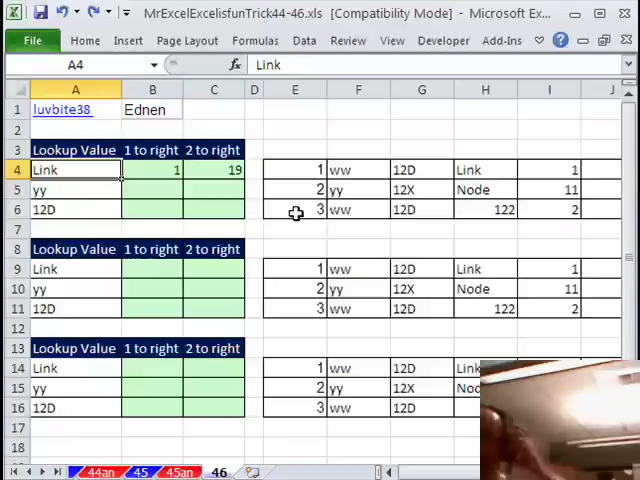 MrExcelExcelisfunTrick44-46.xls [Compatibility Mode] - Microsoft Ex...
File Home Insert Page Layout Formulas Data Review View Developer Add-Ins
A4 fx Link
A B C D E F G H I J
1 luvbite38 Ednen
2
3 Lookup Value 1 to right 2 to right
4 Link 1 19 1 ww 12D Link 1
5 yy 2 yy 12X Node 11
6 12D 3 ww 12D 122 2
7
8 Lookup Value 1 to right 2 to right
9 Link 1 ww 12D Link 1
10 yy 2 yy 12X Node 11
11 12D 3 ww 12D 122 2
12
13 Lookup Value 1 to right 2 to right
14 Link 1 ww 12D Link
15 yy 2 yy 12X
16 12D 3 ww 12D
17
18
44an 45 45an 46